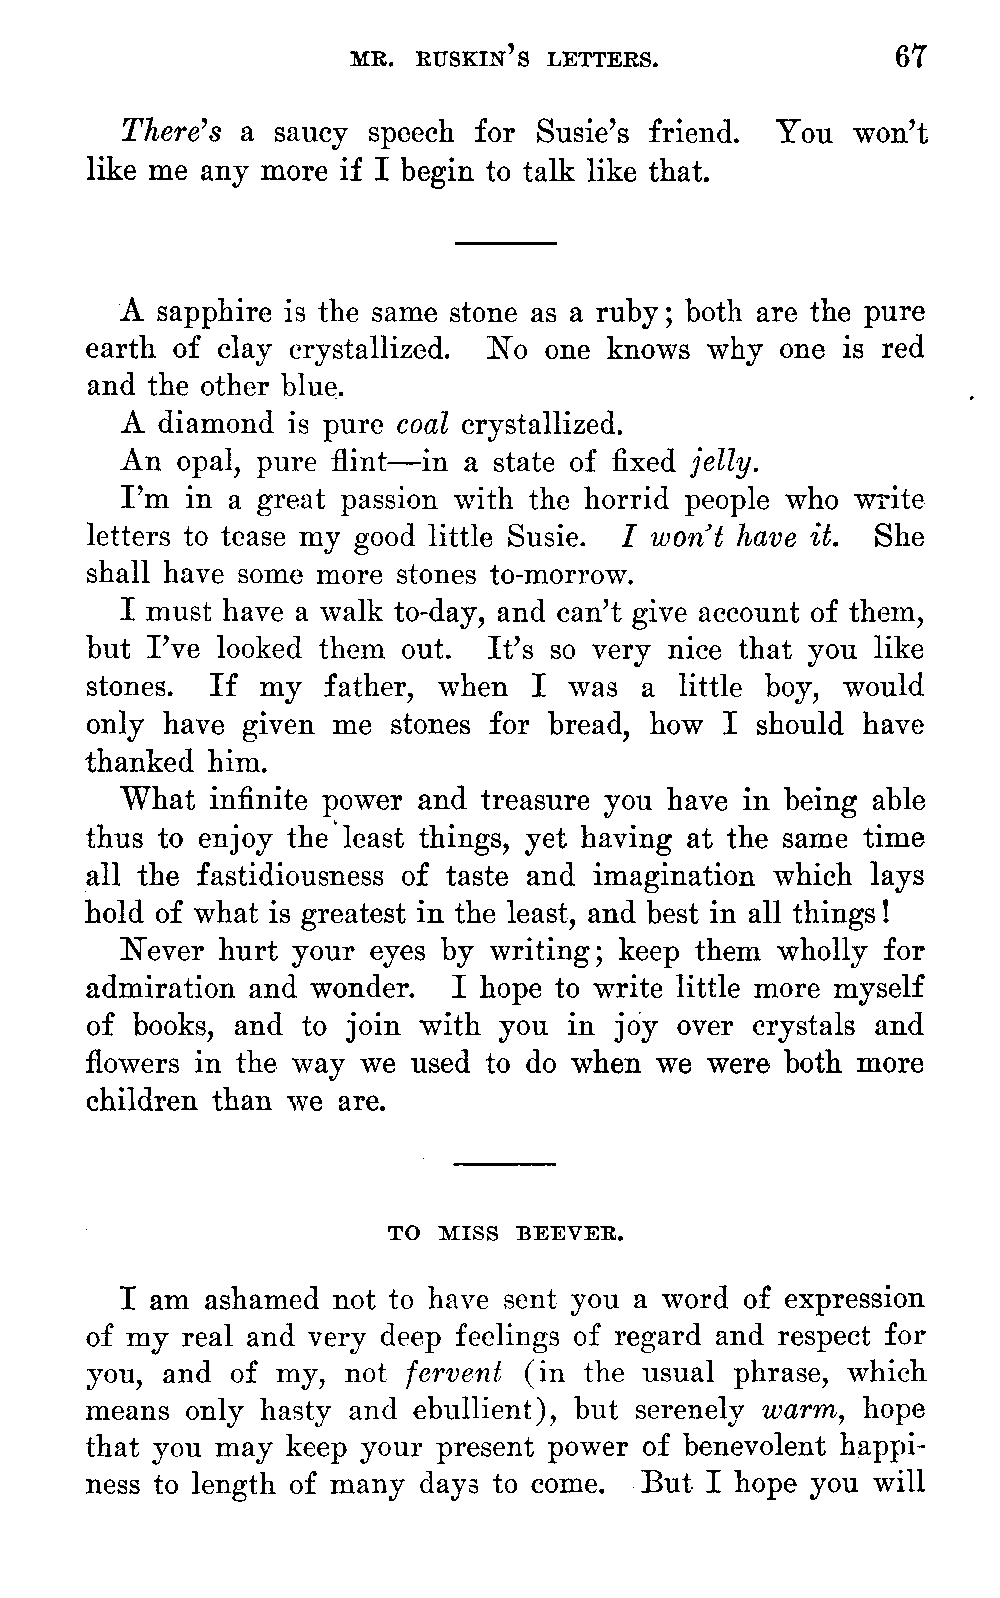 MR. RUSKIN'S LETTERS. 67
There's a saucy speech for Susie's friend. You won't
like me any more if I begin to talk like that.
A sapphire is the same stone as a ruby; both are the pure
earth of clay crystallized. No one knows why one is red
and the other blue.
A diamond is pure coal crystallized.
An opal, pure flint—in a state of fixed jelly.
I'm in a great passion with the horrid people who write
letters to tease my good little Susie. I won't have it. She
shall have some more stones to-morrow.
I must have a walk to-day, and can't give account of them,
but I've looked them out. It's so very nice that you like
stones. If my father, when I was a little boy, would
only have given me stones for bread, how I should have
thanked him.
What infinite power and treasure you have in being able
thus to enjoy the least things, yet having at the same time
all the fastidiousness of taste and imagination which lays
hold of what is greatest in the least, and best in all things!
Never hurt your eyes by writing; keep them wholly for
admiration and wonder. I hope to write little more myself
of books, and to join with you in joy over crystals and
flowers in the way we used to do when we were both more
children than we are.
TO MISS BEEVER.
I am ashamed not to have sent you a word of expression
of my real and very deep feelings of regard and respect for
you, and of my, not fervent (in the usual phrase, which
means only hasty and ebullient), but serenely warm, hope
that you may keep your present power of benevolent happi-
ness to length of many days to come. But I hope you will